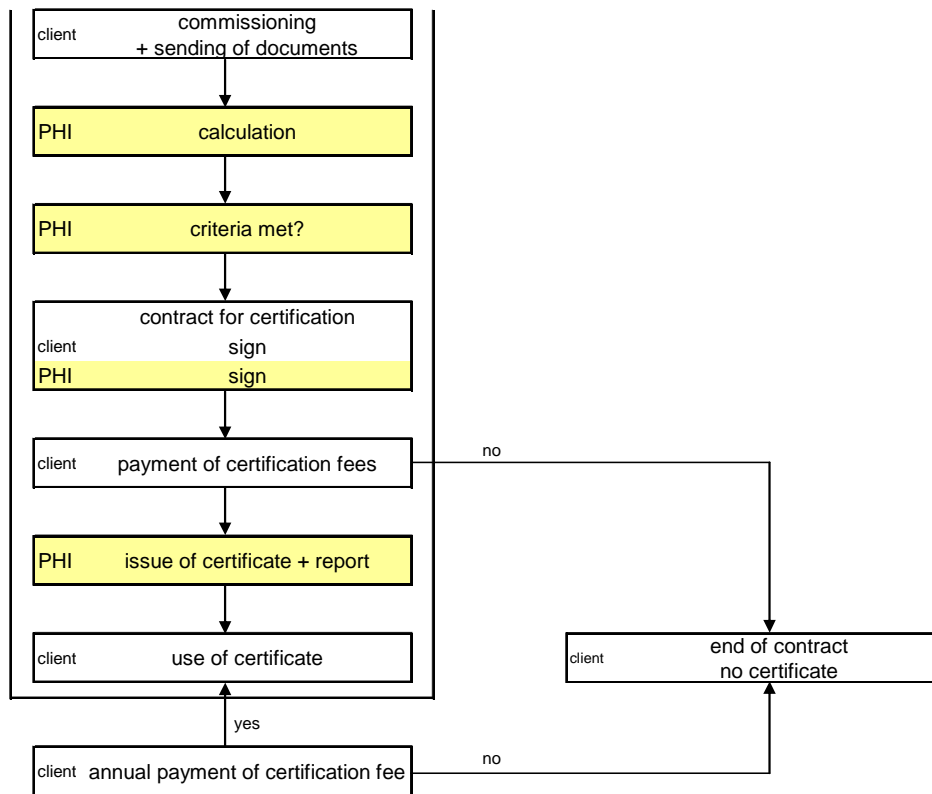 client commissioning
+ sending of documents
PHI calculation
PHI criteria met?
contract for certification
client sign
PHI sign
client payment of certification fees no
PHI issue of certificate + report
client use of certificate
client end of contract
no certificate
yes
client annual payment of certification fee no